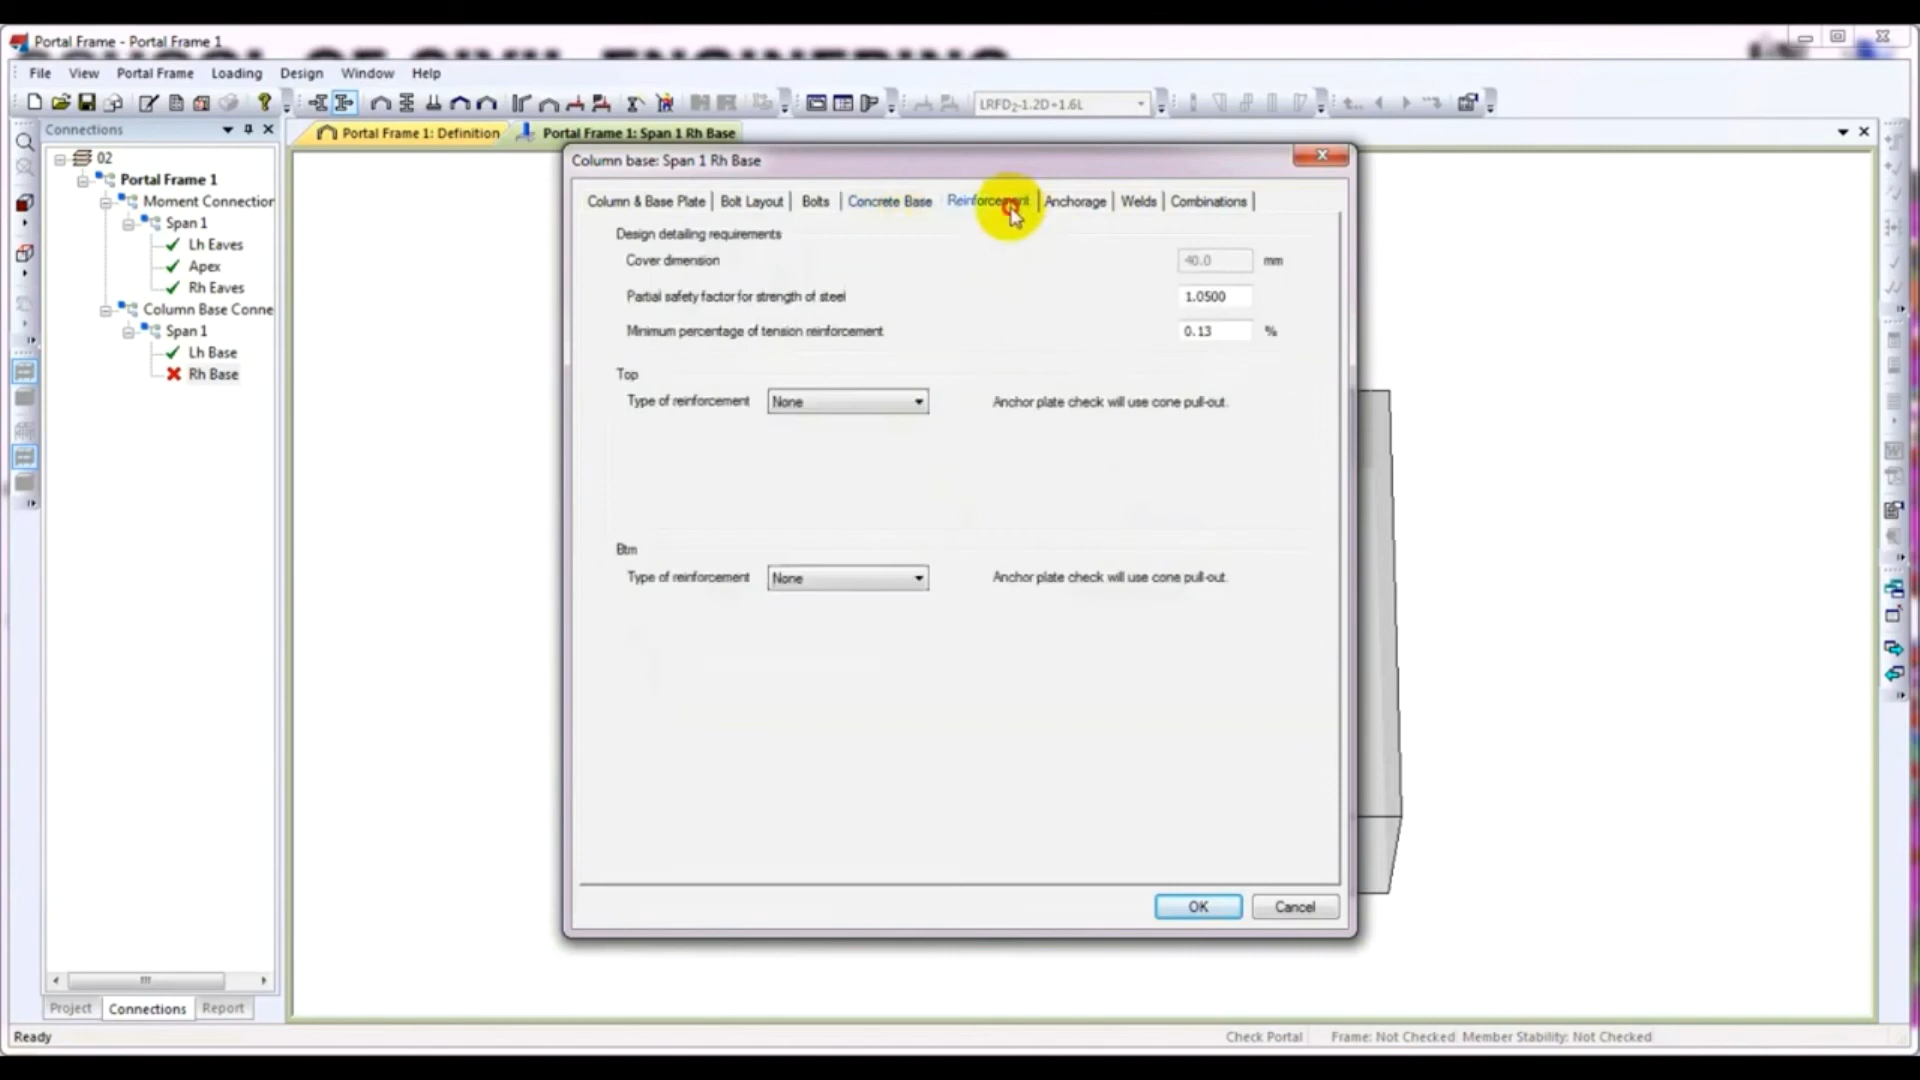 Portal Frame - Portal Frame 1
File View Portal Frame Loading Design Window Help
LRFD2-1.2D+1.6L
Connections
Portal Frame 1: Definition
Portal Frame 1: Span 1 Rh Base
02
Portal Frame 1
Moment Connection
Span 1
Lh Eaves
Apex
Rh Eaves
Column Base Conne
Span 1
Lh Base
Rh Base
Column base: Span 1 Rh Base
Column & Base Plate Bolt Layout Bolts Concrete Base Reinforcement Anchorage Welds Combinations
Design detailing requirements
Cover dimension 40.0 mm
Partial safety factor for strength of steel 1.0500
Minimum percentage of tension reinforcement 0.13 %
Top
Type of reinforcement None Anchor plate check will use cone pull-out.
Btm
Type of reinforcement None Anchor plate check will use cone pull-out.
OK Cancel
Project Connections Report
Ready
Check Portal Frame: Not Checked Member Stability: Not Checked